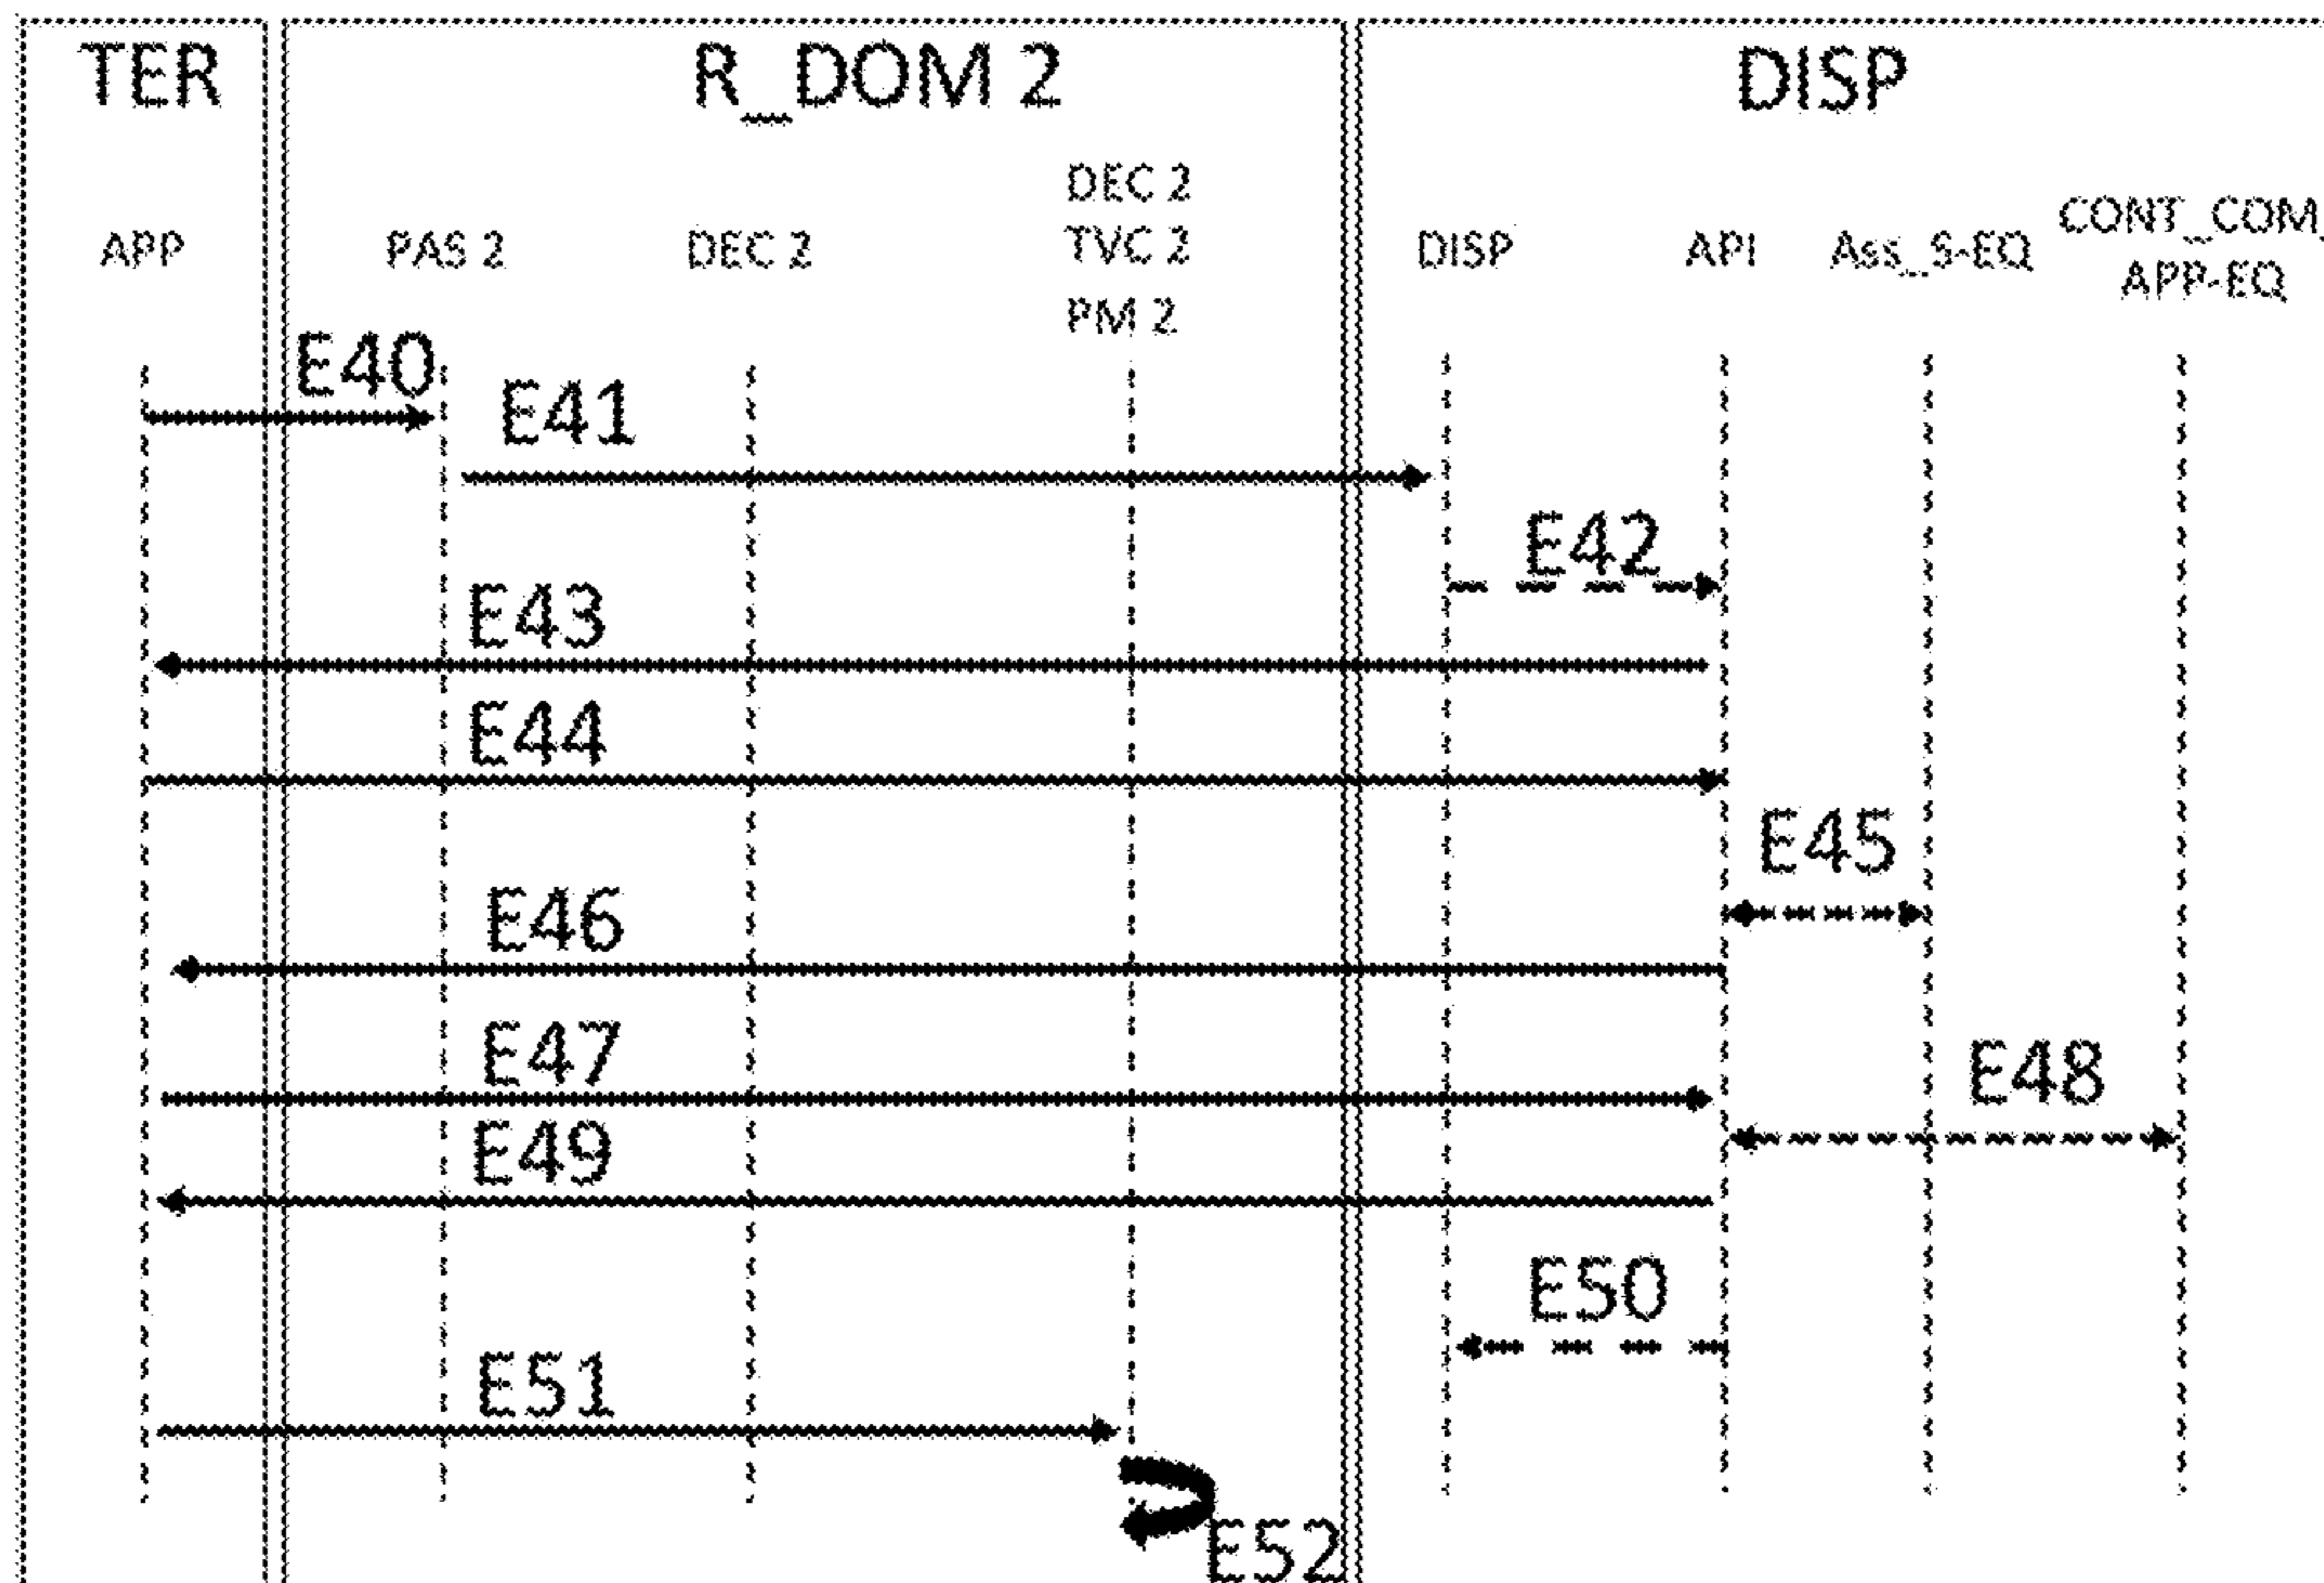 TER R_DOM 2 DISP
APP PAS 2 DEC 2 DEC 2 DISP API Ass_S-EQ CONT_COM_
TVC 2 APP-EQ
PM 2
E40
E41
E42
E43
E44
E45
E46
E47
E48
E49
E50
E51
E52